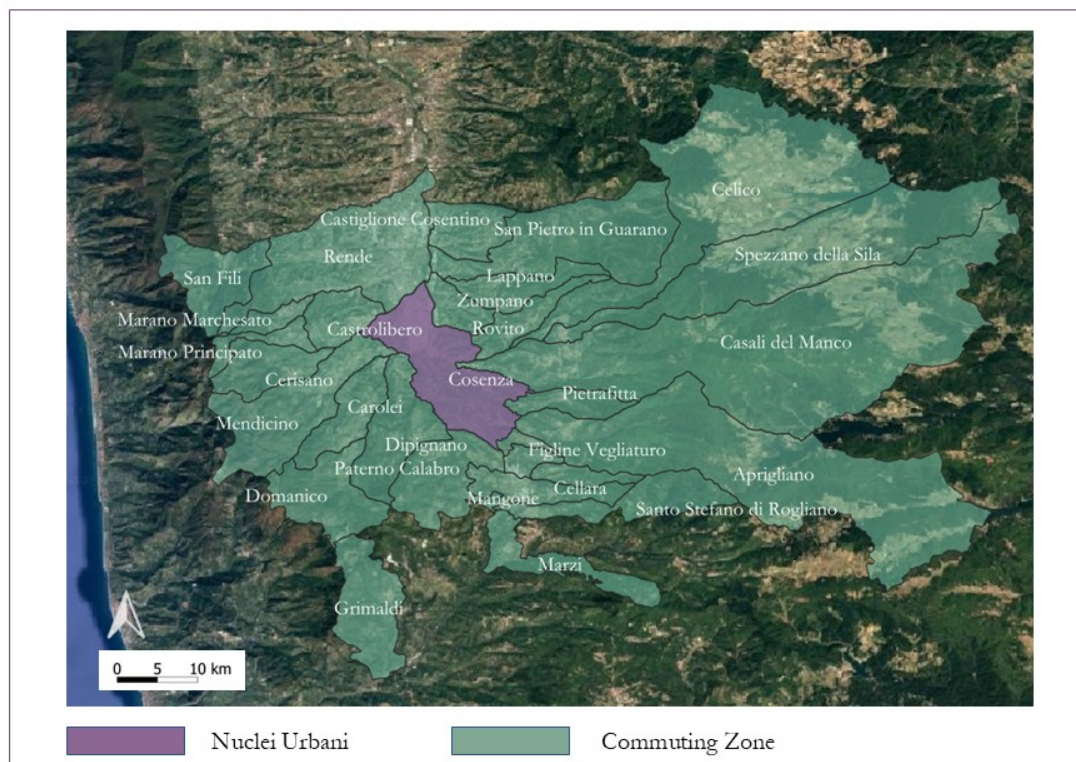 Celico
Castiglione Cosentino
San Pietro in Guarano
Rende
Spezzano della Sila
San Fili
Lappano
Zumpano
Marano Marchesato
Castrolibero
Rovito
Casali del Manco
Marano Principato
Cerisano
Cosenza
Pietrafitta
Carolei
Mendicino
Dipignano
Figline Vegliaturo
Paterno Calabro
Aprigliano
Domanico
Mangone
Cellara
Santo Stefano di Rogliano
Marzi
Grimaldi
0 5 10 km
Nuclei Urbani
Commuting Zone